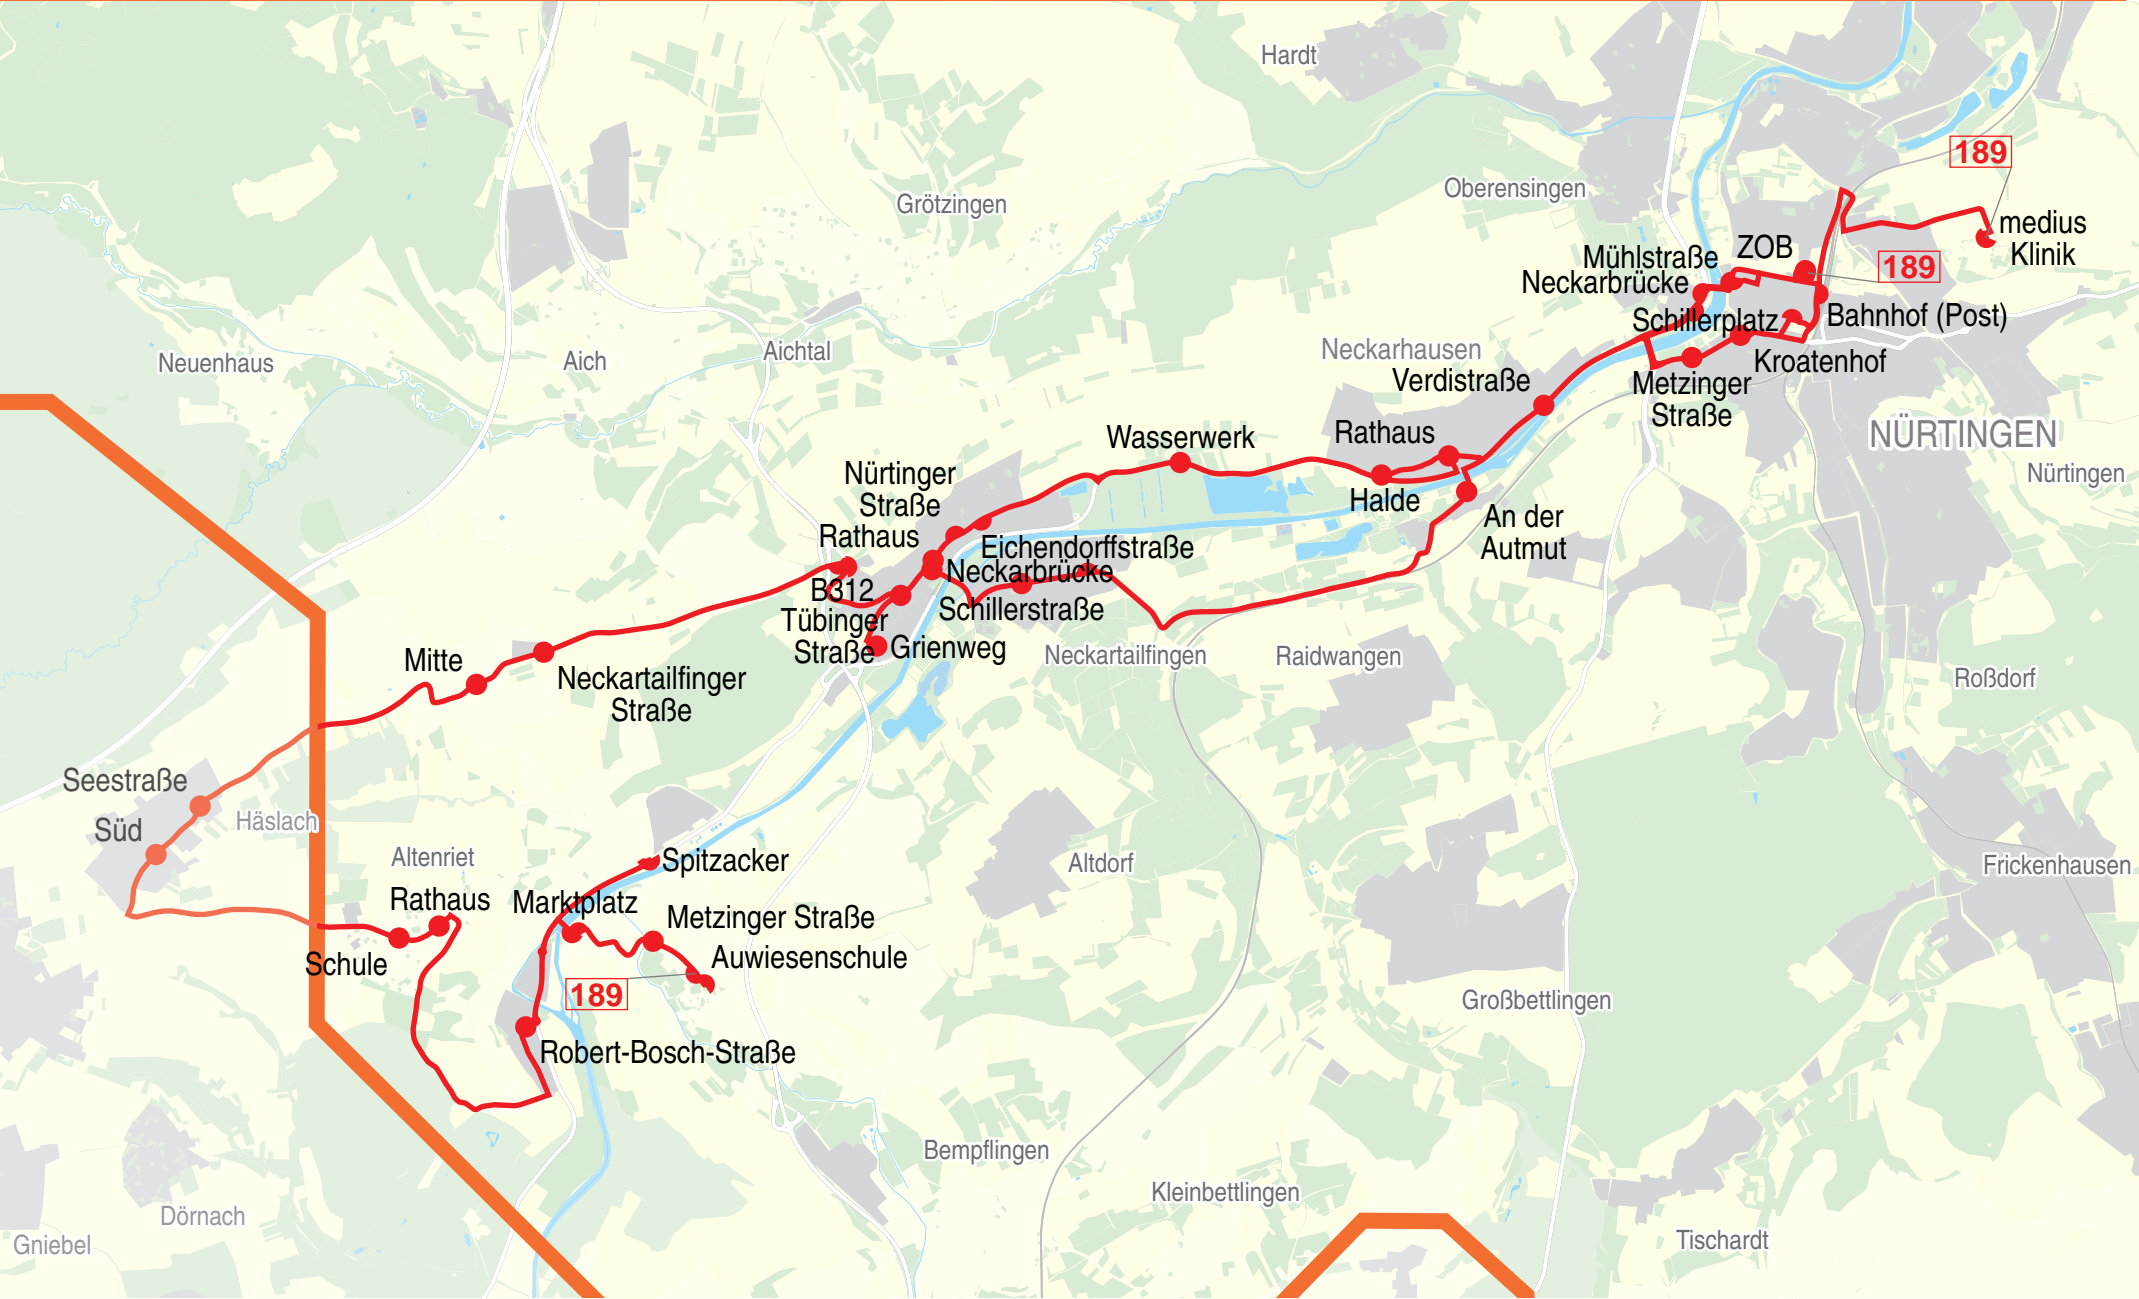 Hardt
189
Oberensingen
Grötzingen
medius
Klinik
ZOB
Mühlstraße
Neckarbrücke
189
Schillerplatz
Bahnhof (Post)
Neuenhaus
Aich
Aichtal
Neckarhausen
Verdistraße
Kroatenhof
Metzinger
Straße
Wasserwerk
Rathaus
NÜRTINGEN
Nürtingen
Nürtinger
Straße
Rathaus
Halde
An der
Autmut
Eichendorffstraße
Neckarbrücke
B312
Schillerstraße
Tübinger
Straße
Grienweg
Neckartailfingen
Raidwangen
Roßdorf
Mitte
Neckartailfinger
Straße
Seestraße
Süd
Häslach
Altenriet
Rathaus
Schule
Spitzacker
Marktplatz
Metzinger Straße
Auwiesenschule
189
Robert-Bosch-Straße
Altdorf
Frickenhausen
Großbettlingen
Bempflingen
Kleinbettlingen
Dörnach
Gniebel
Tischardt